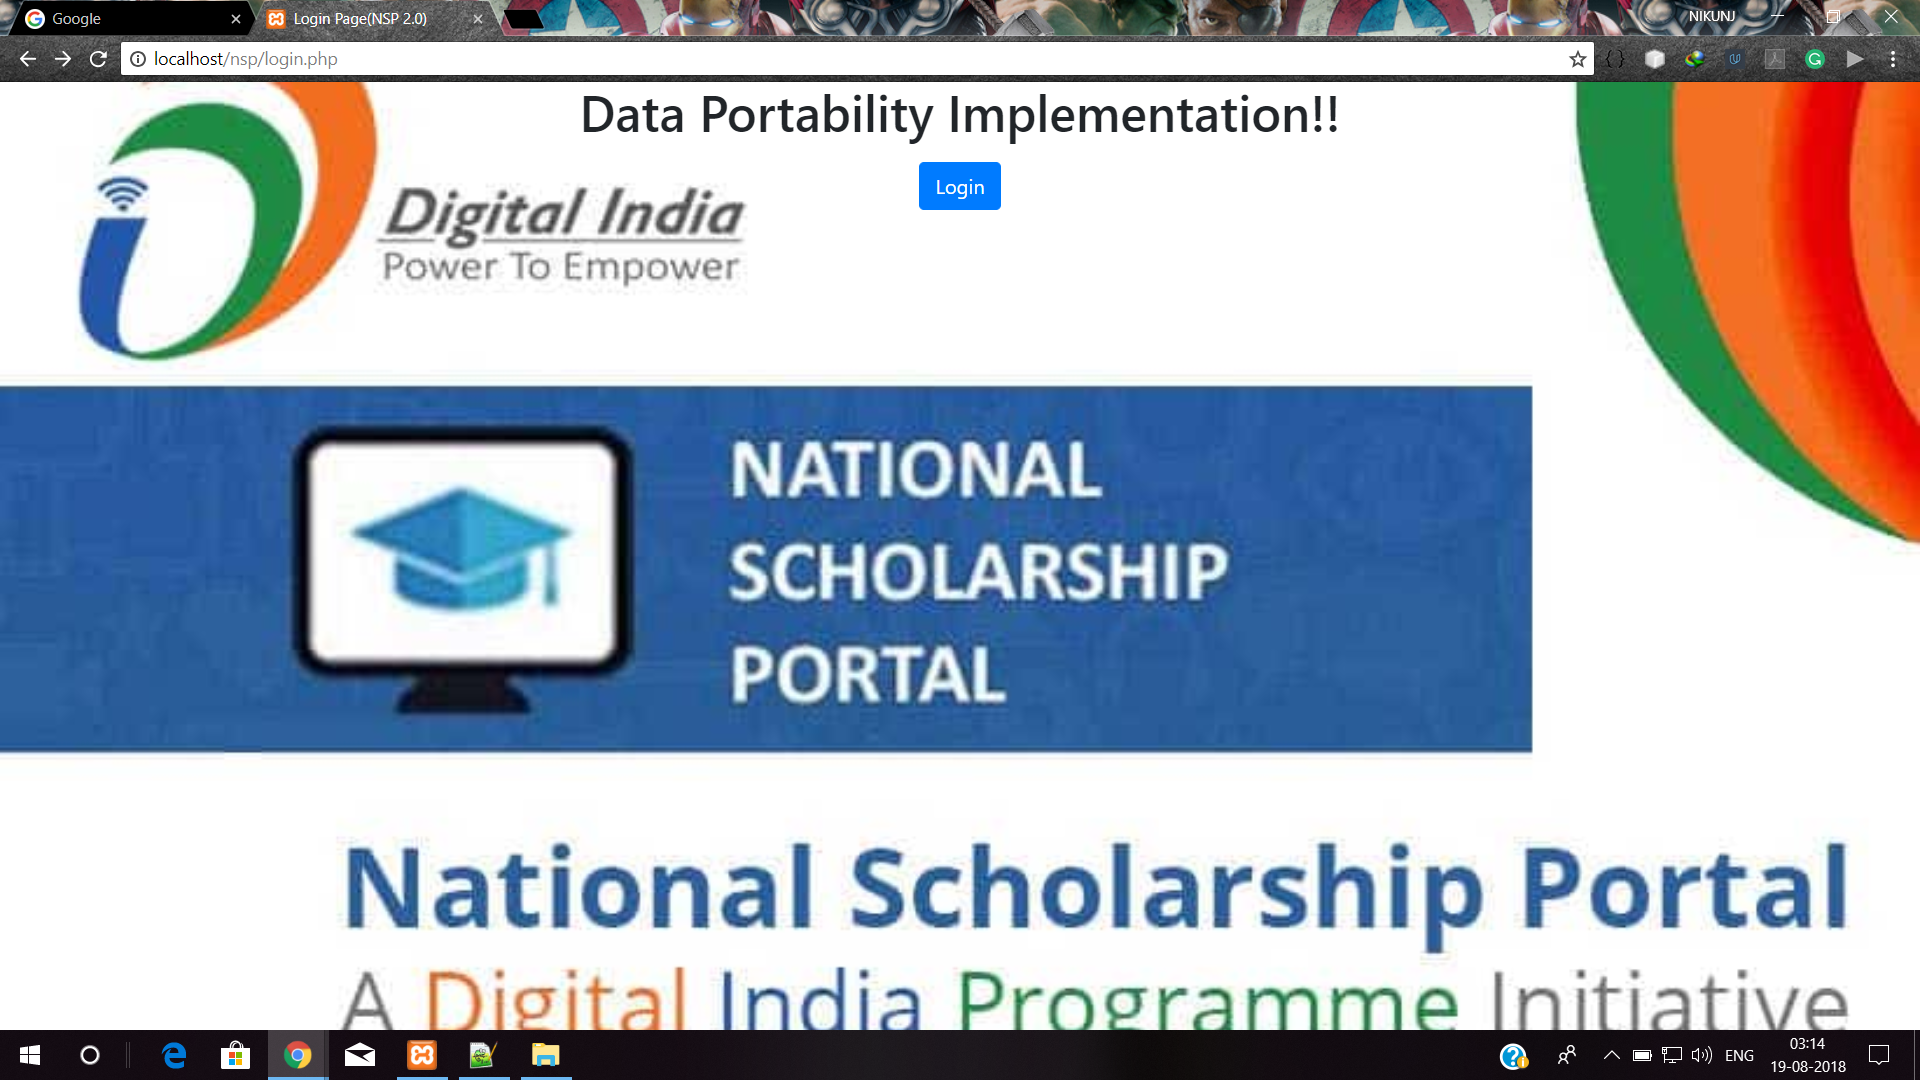 Google
Login Page(NSP 2.0)
NIKUNJ
localhost/nsp/login.php
Data Portability Implementation!!
Login
Digital India
Power To Empower
NATIONAL
SCHOLARSHIP
PORTAL
National Scholarship Portal
A Digital India Programme Initiative
ENG
03:14
19-08-2018